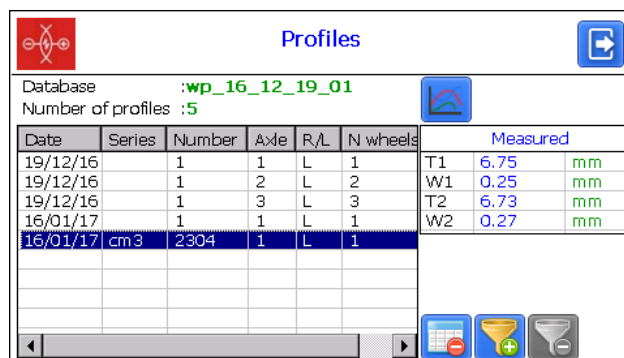 Profiles
Database :wp_16_12_19_01
Number of profiles :5
Date Series Number Axle R/L N wheels
19/12/16 1 1 L 1
19/12/16 1 2 L 2
19/12/16 1 3 L 3
16/01/17 1 1 L 1
16/01/17 cm3 2304 1 L 1
Measured
T1 6.75 mm
W1 0.25 mm
T2 6.73 mm
W2 0.27 mm